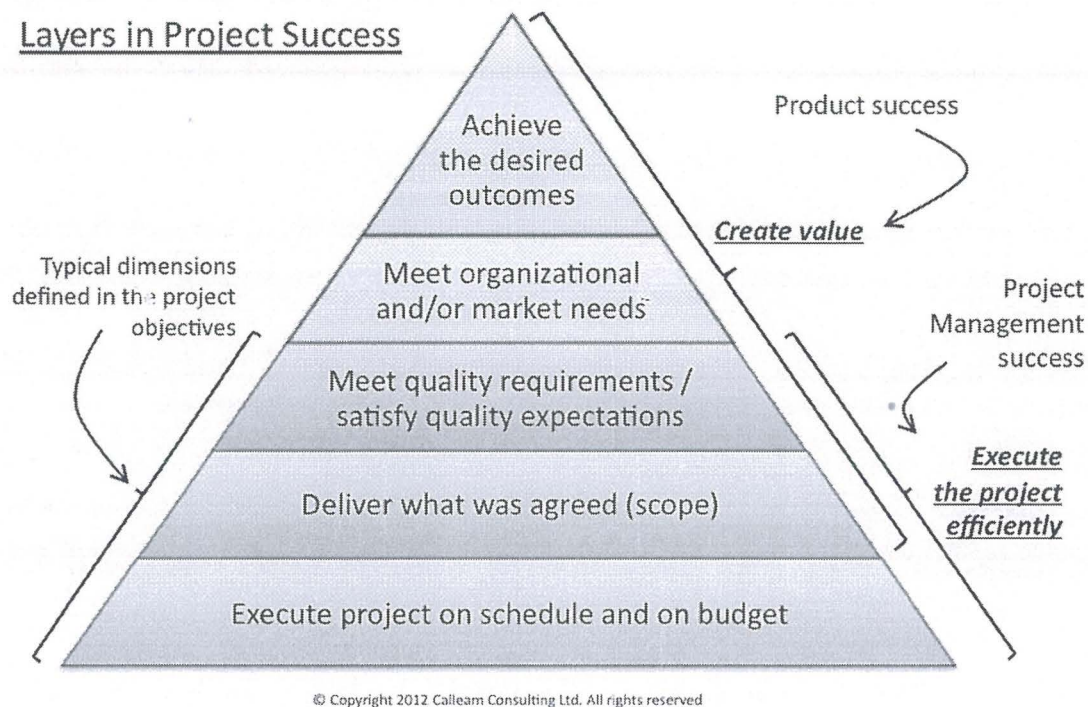 Layers in Project Success
Product success
Achieve
the desired
outcomes
Create value
Typical dimensions
defined in the project
objectives
Meet organizational
and/or market needs
Project
Management
success
Meet quality requirements /
satisfy quality expectations
Execute
the project
efficiently
Deliver what was agreed (scope)
Execute project on schedule and on budget
© Copyright 2012 Calleam Consulting Ltd. All rights reserved